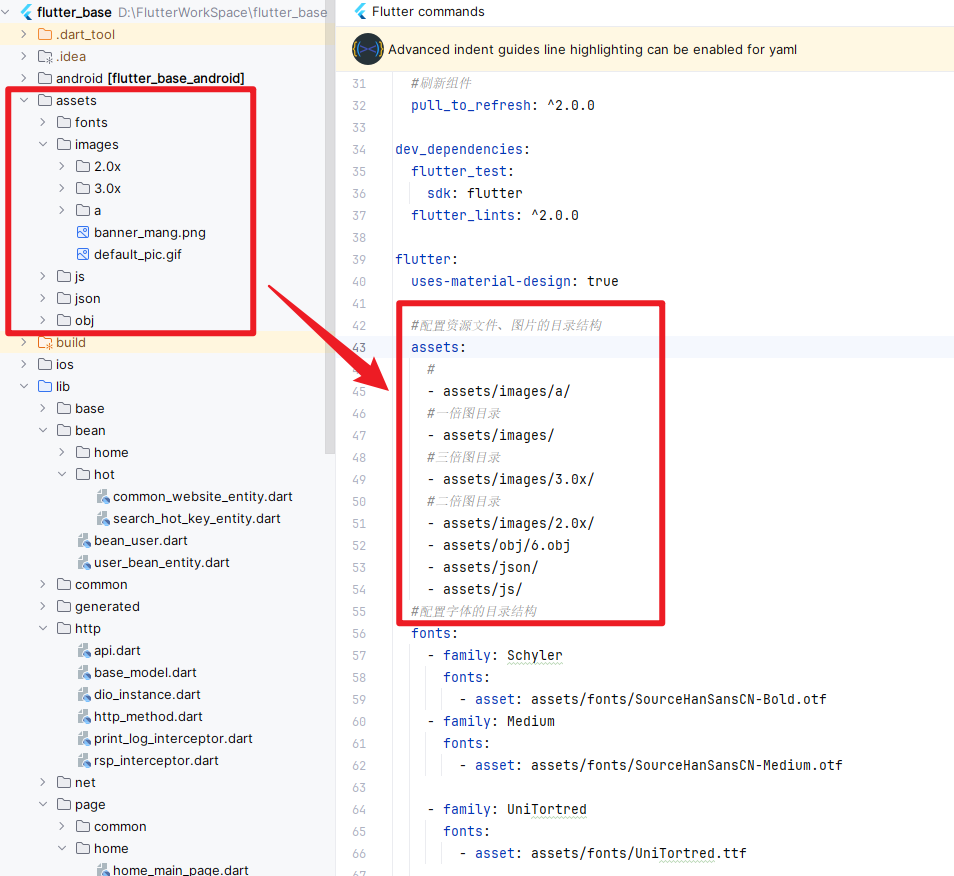 flutter_base D:\FlutterWorkSpace\flutter_base
.dart_tool
.idea
android [flutter_base_android]
assets
fonts
images
2.0x
3.0x
a
banner_mang.png
default_pic.gif
js
json
obj
build
ios
lib
base
bean
home
hot
common_website_entity.dart
search_hot_key_entity.dart
bean_user.dart
user_bean_entity.dart
common
generated
http
api.dart
base_model.dart
dio_instance.dart
http_method.dart
print_log_interceptor.dart
rsp_interceptor.dart
net
page
common
home
home_main_page.dart
Flutter commands
Advanced indent guides line highlighting can be enabled for yaml
31 #刷新组件
32 pull_to_refresh: ^2.0.0
33
34 dev_dependencies:
35 flutter_test:
36 sdk: flutter
37 flutter_lints: ^2.0.0
38
39 flutter:
40 uses-material-design: true
41
42 #配置资源文件、图片的目录结构
43 assets:
#
45 - assets/images/a/
46 #一倍图目录
47 - assets/images/
48 #三倍图目录
49 - assets/images/3.0x/
50 #二倍图目录
51 - assets/images/2.0x/
52 - assets/obj/6.obj
53 - assets/json/
54 - assets/js/
55 #配置字体的目录结构
56 fonts:
57 - family: Schyler
58 fonts:
59 - asset: assets/fonts/SourceHanSansCN-Bold.otf
60 - family: Medium
61 fonts:
62 - asset: assets/fonts/SourceHanSansCN-Medium.otf
63
64 - family: UniTortred
65 fonts:
66 - asset: assets/fonts/UniTortred.ttf
67